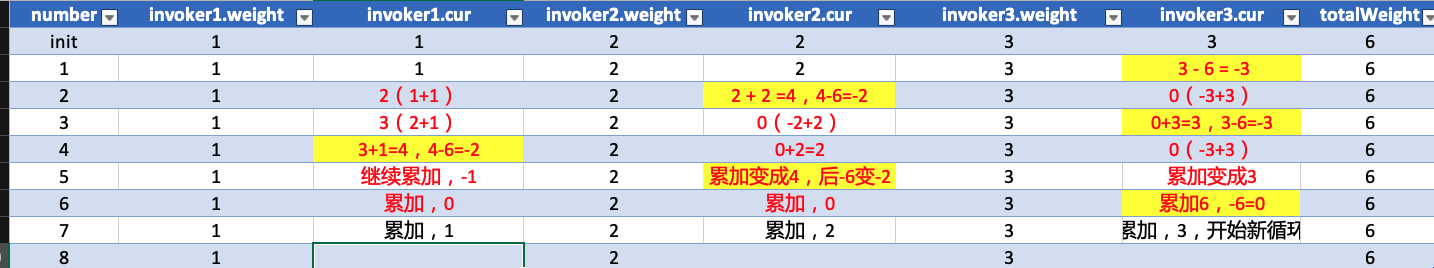 number invoker1.weight invoker1.cur invoker2.weight invoker2.cur invoker3.weight invoker3.cur totalWeight
init 1 1 2 2 3 3 6
1 1 1 2 2 3 3 - 6 = -3 6
2 1 2（1+1） 2 2 + 2 =4，4-6=-2 3 0（-3+3） 6
3 1 3（2+1） 2 0（-2+2） 3 0+3=3，3-6=-3 6
4 1 3+1=4，4-6=-2 2 0+2=2 3 0（-3+3） 6
5 1 继续累加，-1 2 累加变成4，后-6变-2 3 累加变成3 6
6 1 累加，0 2 累加，0 3 累加6，-6=0 6
7 1 累加，1 2 累加，2 3 累加，3，开始新循环 6
8 1 2 3 6